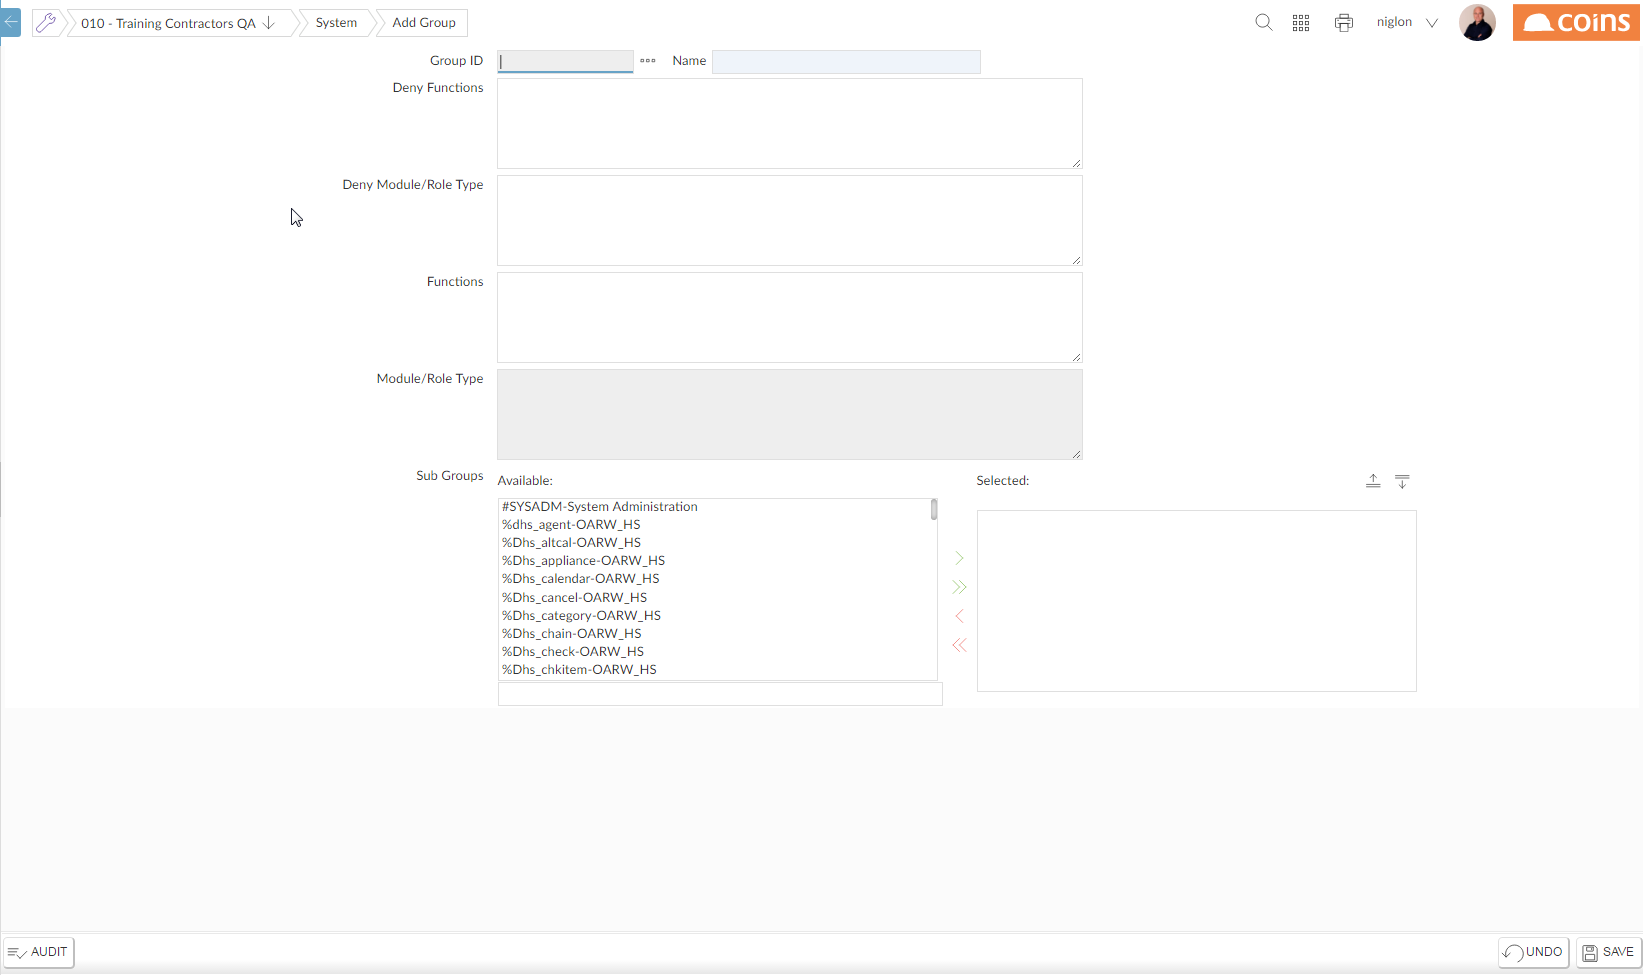 010 - Training Contractors QA
System
Add Group
niglon
coins
Group ID
Name
Deny Functions
Deny Module/Role Type
Functions
Module/Role Type
Sub Groups
Available:
Selected:
#SYSADM-System Administration
%dhs_agent-OARW_HS
%Dhs_altcal-OARW_HS
%Dhs_appliance-OARW_HS
%Dhs_calendar-OARW_HS
%Dhs_cancel-OARW_HS
%Dhs_category-OARW_HS
%Dhs_chain-OARW_HS
%Dhs_check-OARW_HS
%Dhs_chkitem-OARW_HS
AUDIT
UNDO
SAVE